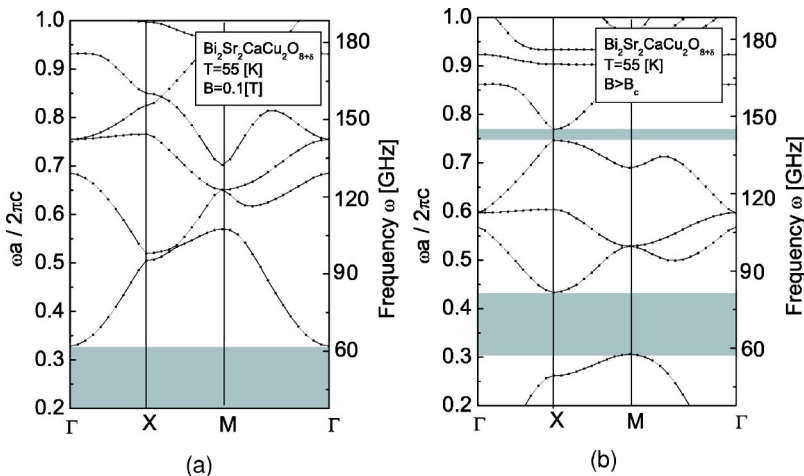 1.0
0.9
0.8
0.7
0.6
0.5
0.4
0.3
0.2
ωa / 2πc
Bi₂Sr₂CaCu₂O₈₊δ
T=55 [K]
B=0.1[T]
180
150
120
90
60
Frequency ω [GHz]
Γ X M Γ
(a)
1.0
0.9
0.8
0.7
0.6
0.5
0.4
0.3
0.2
ωa / 2πc
Bi₂Sr₂CaCu₂O₈₊δ
T=55 [K]
B>Bc
180
150
120
90
60
Frequency ω [GHz]
Γ X M Γ
(b)